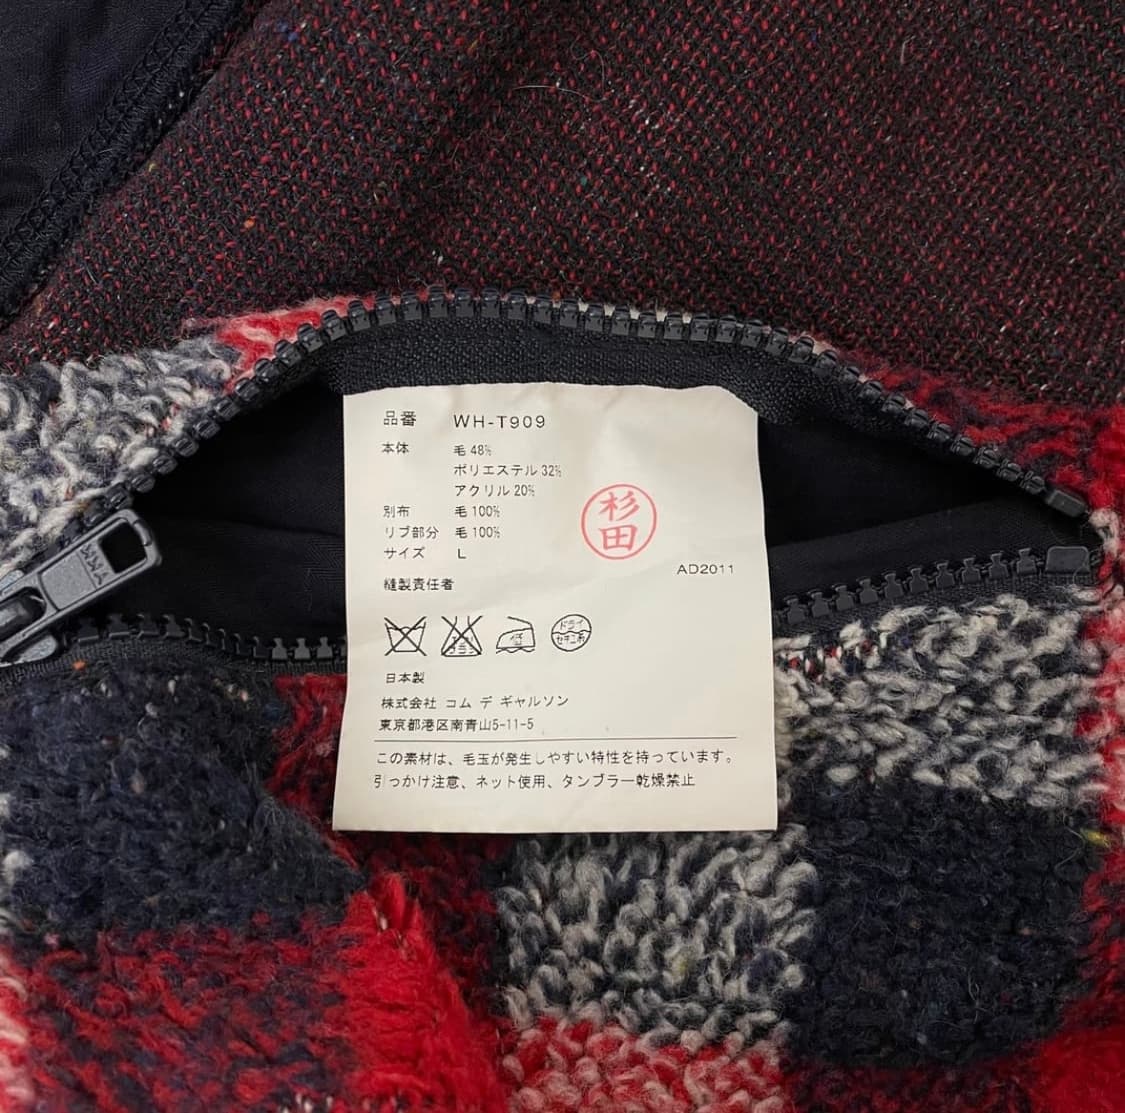 品番 WH-T909
本体 毛 48%
ポリエステル 32%
アクリル 20%
別布 毛 100%
リブ部分 毛 100%
サイズ L
杉田
AD2011
縫製責任者
ドライ
セキユ系
日本製
株式会社 コム デ ギャルソン
東京都港区南青山5-11-5
この素材は、毛玉が発生しやすい特性を持っています。
引っかけ注意、ネット使用、タンブラー乾燥禁止